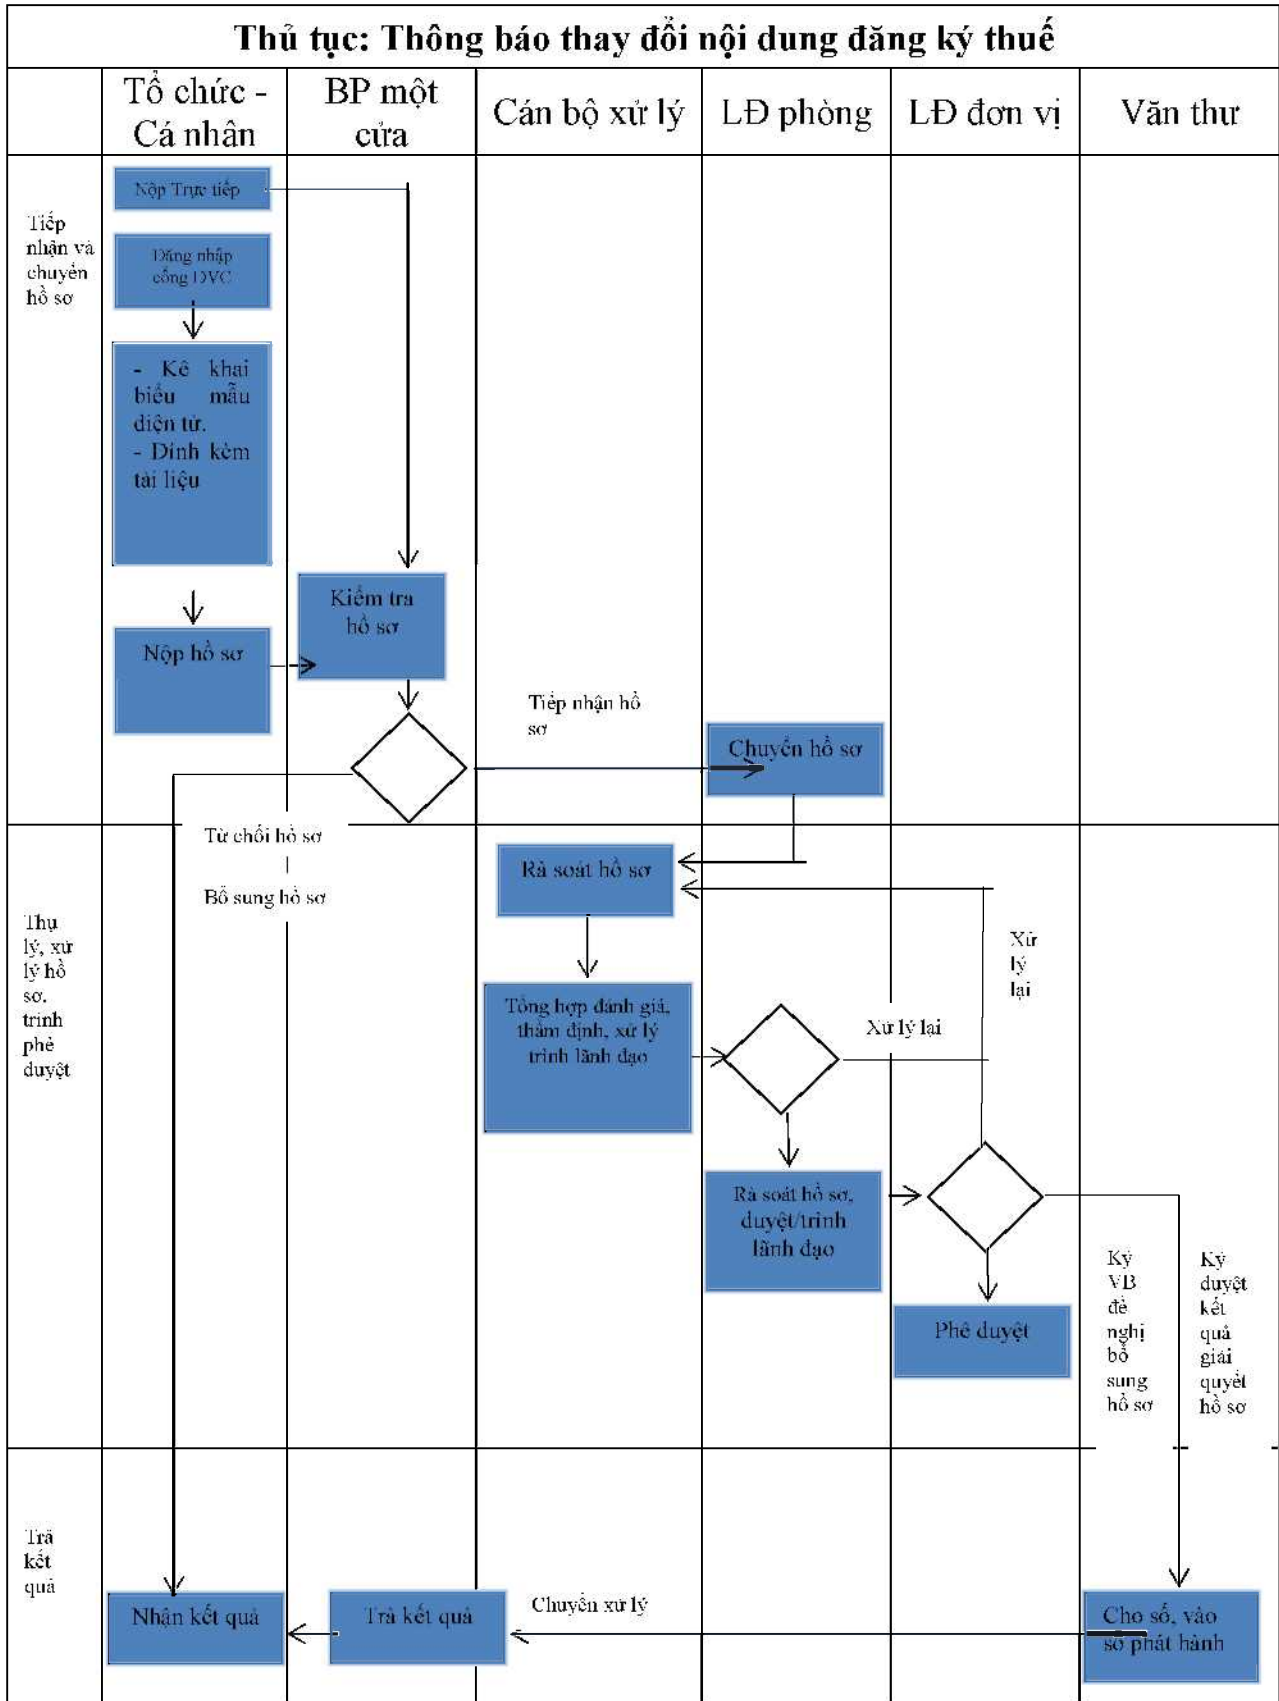 Thủ tục: Thông báo thay đổi nội dung đăng ký thuế
Tổ chức -
Cá nhân
BP một
cửa
Cán bộ xử lý
LĐ phòng
LĐ đơn vị
Văn thư
Tiếp
nhận và
chuyển
hồ sơ
Nộp Trực tiếp
Đăng nhập
cổng DVC
- Kê khai
biểu mẫu
điện tử.
- Đính kèm
tài liệu
Nộp hồ sơ
Kiểm tra
hồ sơ
Tiếp nhận hồ
sơ
Chuyển hồ sơ
Từ chối hồ sơ
Bổ sung hồ sơ
Thụ
lý, xử
lý hồ
sơ.
trình
phê
duyệt
Rà soát hồ sơ
Tổng hợp đánh giá,
thẩm định, xử lý
trình lãnh đạo
Xử lý lại
Xử
lý
lại
Rà soát hồ sơ,
duyệt/trình
lãnh đạo
Phê duyệt
Ký
VB
đề
nghị
bổ
sung
hồ sơ
Ký
duyệt
kết
quả
giải
quyết
hồ sơ
Trả
kết
quả
Nhận kết quả
Trả kết quả
Chuyển xử lý
Cho số, vào
sổ phát hành